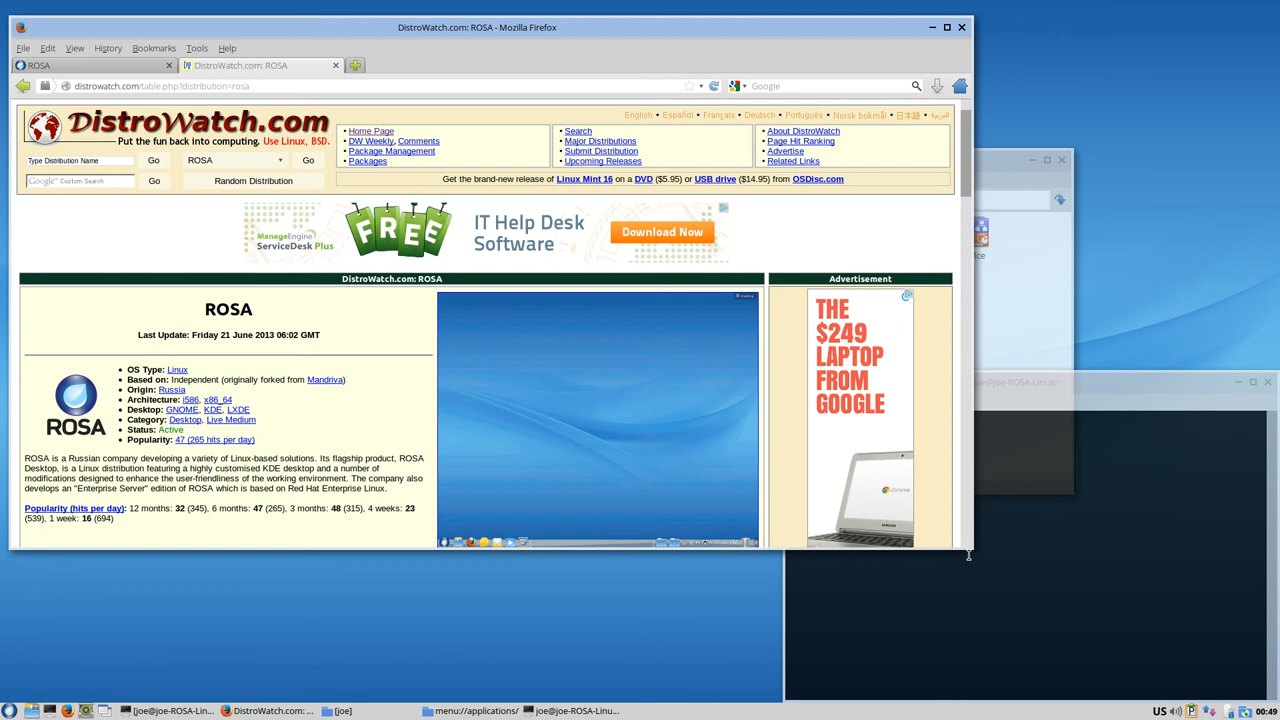 DistroWatch.com: ROSA - Mozilla Firefox
File Edit View History Bookmarks Tools Help
ROSA
DistroWatch.com: ROSA
distrowatch.com/table.php?distribution=rosa
Google
DistroWatch.com
Put the fun back into computing. Use Linux, BSD.
English · Español · Français · Deutsch · Português · Norsk bokmål · 日本語 · العربية
Type Distribution Name Go ROSA Go
Google™ Custom Search Go Random Distribution
• Home Page
• DW Weekly, Comments
• Package Management
• Packages
• Search
• Major Distributions
• Submit Distribution
• Upcoming Releases
• About DistroWatch
• Page Hit Ranking
• Advertise
• Related Links
Get the brand-new release of Linux Mint 16 on a DVD ($5.95) or USB drive ($14.95) from OSDisc.com
ManageEngine
ServiceDesk Plus
FREE
IT Help Desk
Software
Download Now
DistroWatch.com: ROSA
Advertisement
ROSA
Last Update: Friday 21 June 2013 06:02 GMT
ROSA
• OS Type: Linux
• Based on: Independent (originally forked from Mandriva)
• Origin: Russia
• Architecture: i586, x86_64
• Desktop: GNOME, KDE, LXDE
• Category: Desktop, Live Medium
• Status: Active
• Popularity: 47 (265 hits per day)
ROSA is a Russian company developing a variety of Linux-based solutions. Its flagship product, ROSA
Desktop, is a Linux distribution featuring a highly customised KDE desktop and a number of
modifications designed to enhance the user-friendliness of the working environment. The company also
develops an "Enterprise Server" edition of ROSA which is based on Red Hat Enterprise Linux.
Popularity (hits per day): 12 months: 32 (345), 6 months: 47 (265), 3 months: 48 (315), 4 weeks: 23
(539), 1 week: 16 (694)
THE
$249
LAPTOP
FROM
GOOGLE
chrome
SAMSUNG
ice
joe@joe-ROSA-Linux:~
[joe@joe-ROSA-Lin... DistroWatch.com: ... [joe] menu://applications/ joe@joe-ROSA-Linu...
US 00:49